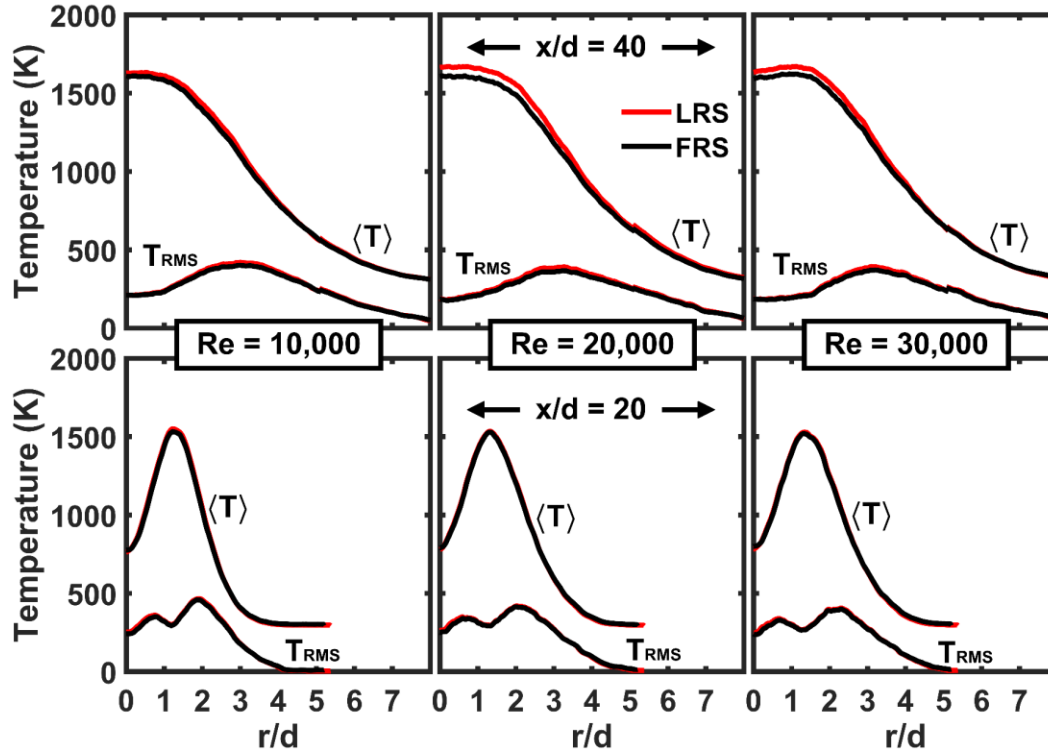 2000
1500
1000
500
0
Temperature (K)
T_RMS
⟨T⟩
x/d = 40
LRS
FRS
T_RMS
⟨T⟩
T_RMS
⟨T⟩
Re = 10,000
Re = 20,000
Re = 30,000
2000
1500
1000
500
0
Temperature (K)
⟨T⟩
T_RMS
x/d = 20
⟨T⟩
T_RMS
⟨T⟩
T_RMS
0 1 2 3 4 5 6 7
0 1 2 3 4 5 6 7
0 1 2 3 4 5 6 7
r/d
r/d
r/d